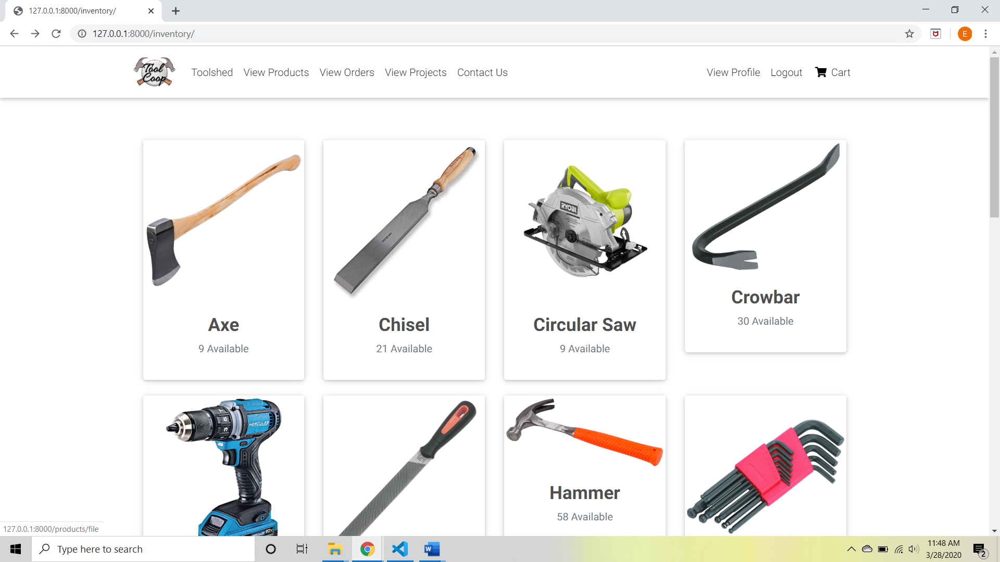 127.0.0.1:8000/inventory/
127.0.0.1:8000/inventory/
E
Tool Coop
Toolshed View Products View Orders View Projects Contact Us View Profile Logout Cart
RYOBI
Axe
9 Available
Chisel
21 Available
Circular Saw
9 Available
Crowbar
30 Available
HERCULES
Hammer
58 Available
127.0.0.1:8000/products/file
Type here to search
W
11:48 AM
3/28/2020
2